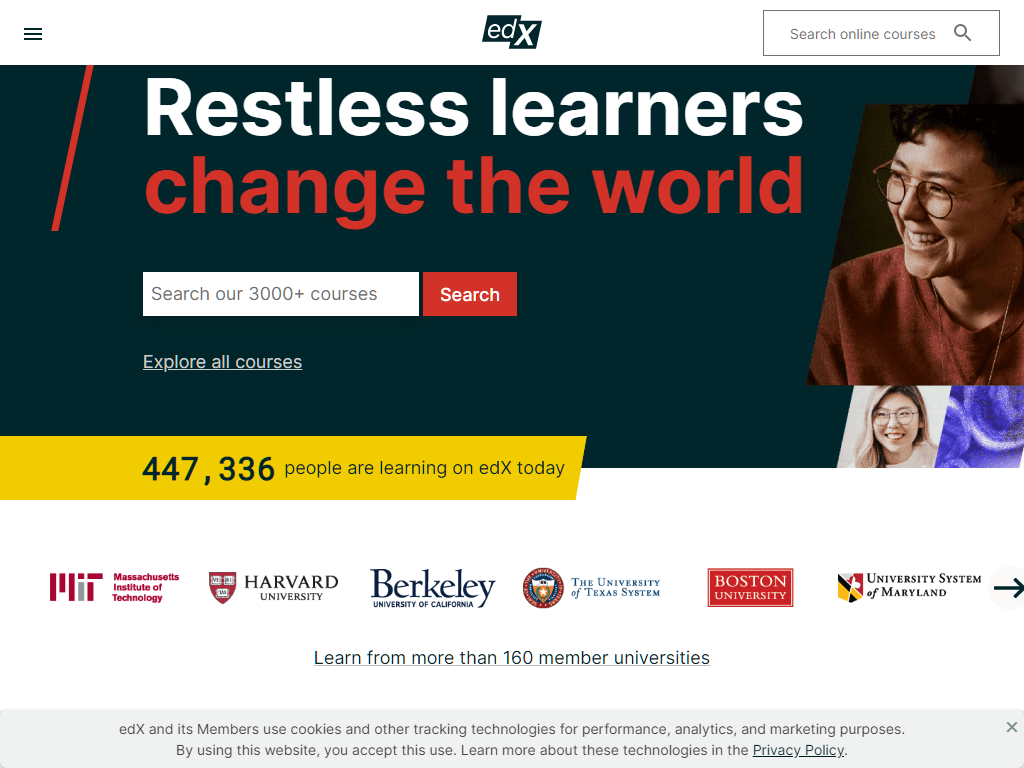 edX
Search online courses
Restless learners
change the world
Search our 3000+ courses
Search
Explore all courses
447,336 people are learning on edX today
MIT Massachusetts
Institute of
Technology
HARVARD
UNIVERSITY
Berkeley
UNIVERSITY OF CALIFORNIA
THE UNIVERSITY
of TEXAS SYSTEM
BOSTON
UNIVERSITY
UNIVERSITY SYSTEM
of MARYLAND
Learn from more than 160 member universities
edX and its Members use cookies and other tracking technologies for performance, analytics, and marketing purposes.
By using this website, you accept this use. Learn more about these technologies in the Privacy Policy.